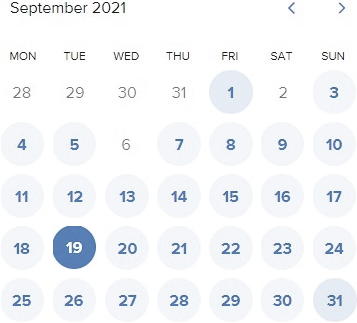 September 2021
MON TUE WED THU FRI SAT SUN
28 29 30 31 1 2 3
4 5 6 7 8 9 10
11 12 13 14 15 16 17
18 19 20 21 22 23 24
25 26 27 28 29 30 31